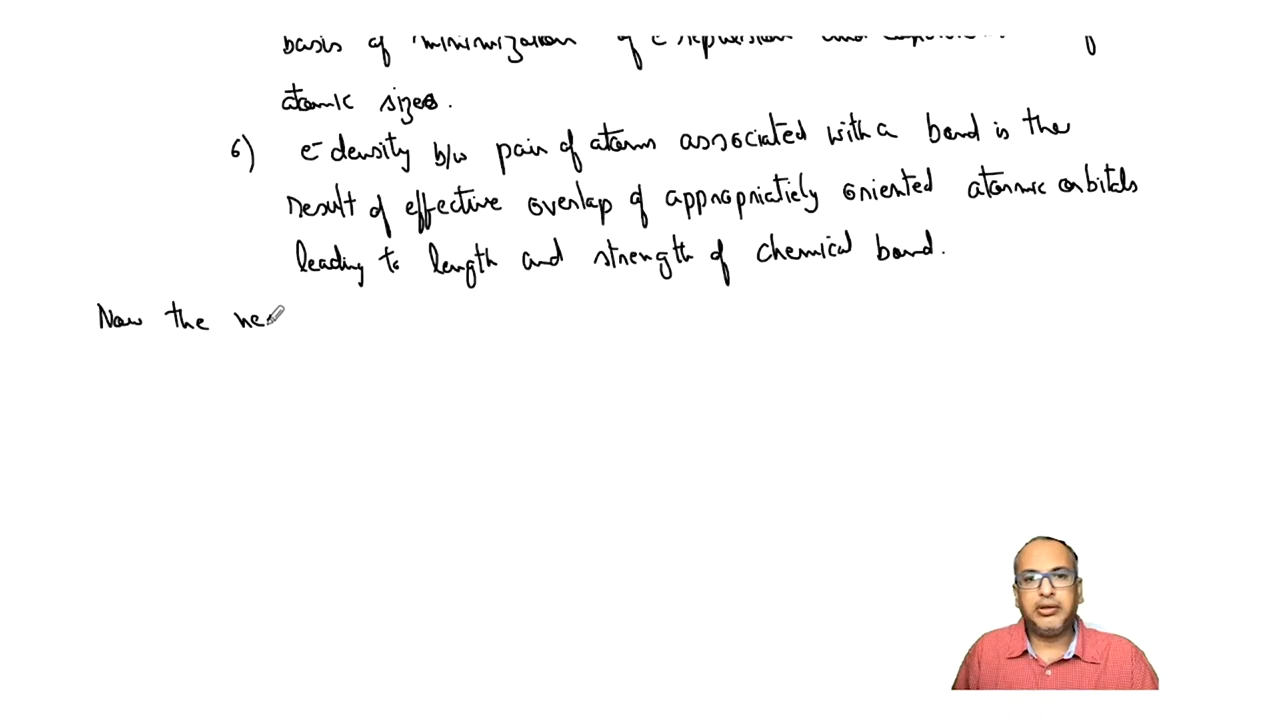 basis of minimization of e⁻ repulsion and
atomic sizes.
6) e⁻ density b/w pair of atoms associated with a bond is the
result of effective overlap of appropriatiely oriented atomic orbitals
leading to length and strength of chemical bond.
Now the ne